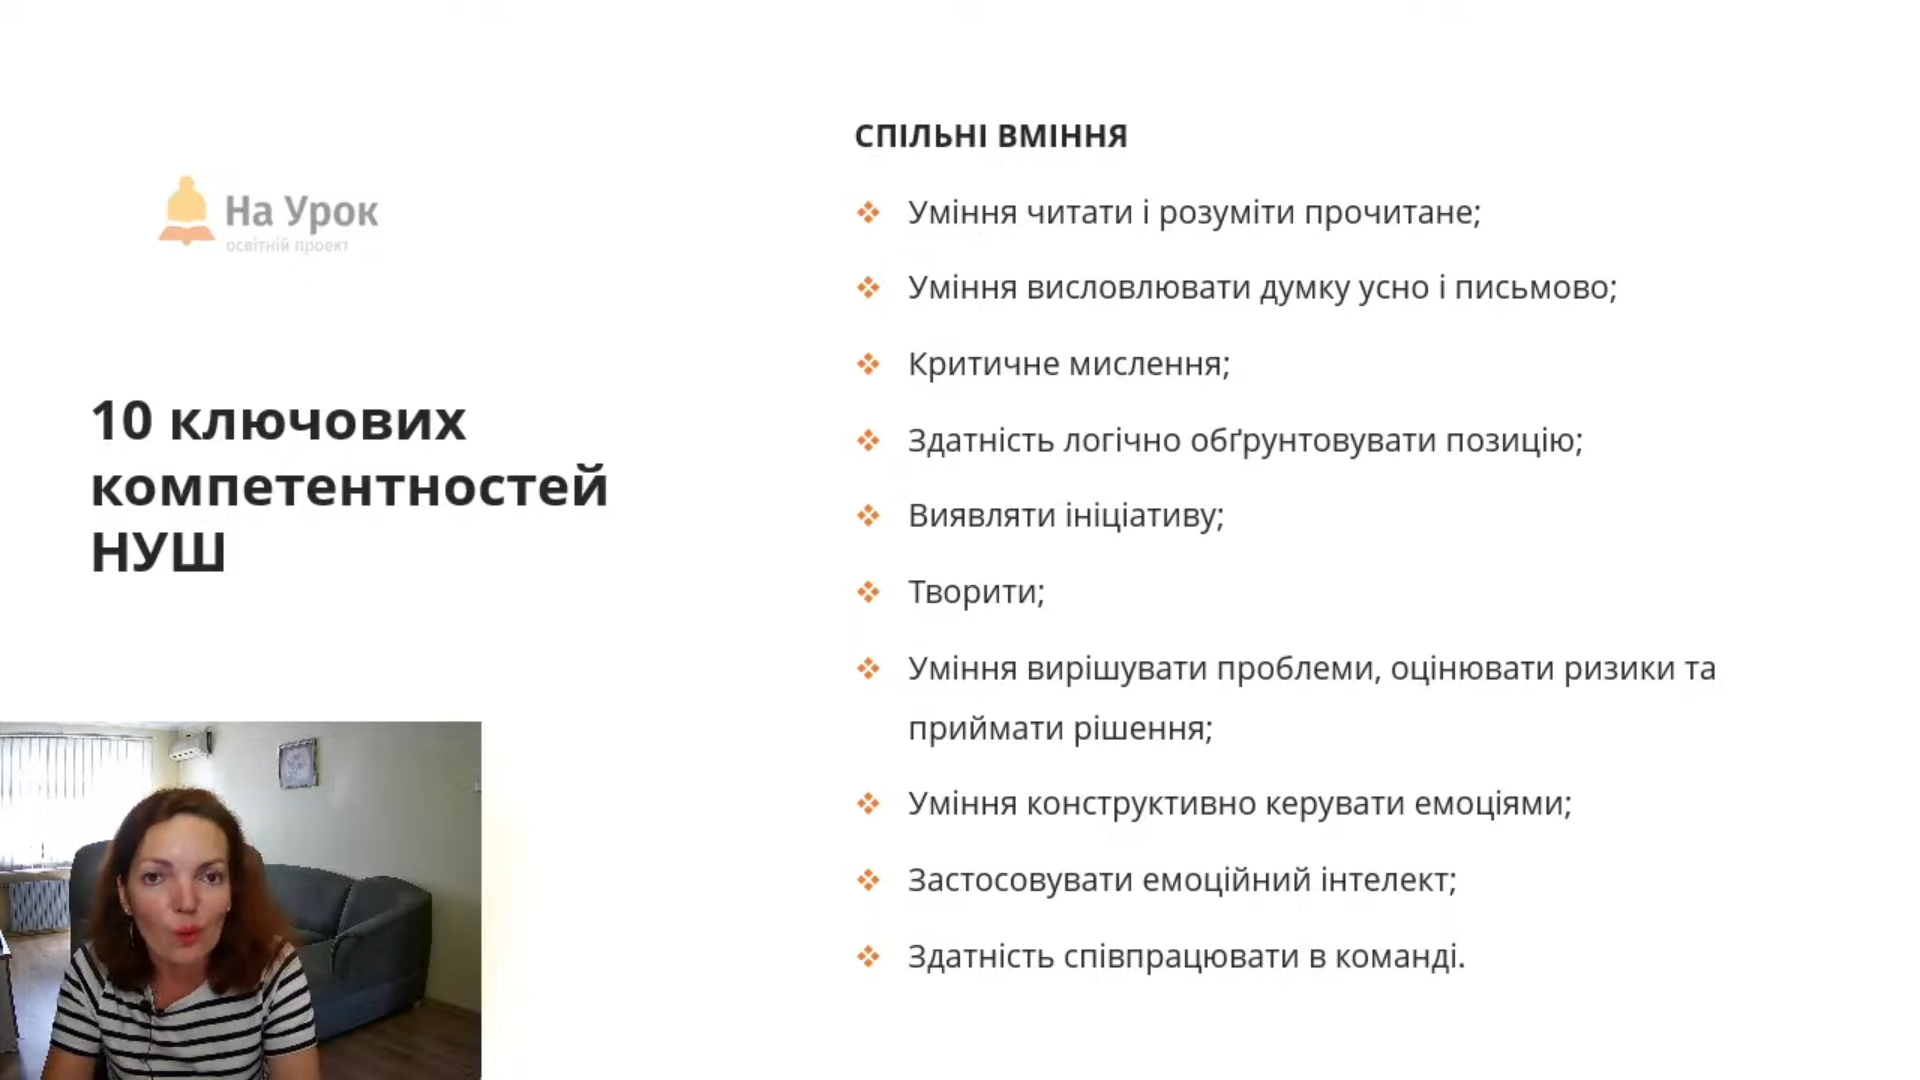 На Урок
освітній проект
10 ключових
компетентностей
НУШ
СПІЛЬНІ ВМІННЯ
Уміння читати і розуміти прочитане;
Уміння висловлювати думку усно і письмово;
Критичне мислення;
Здатність логічно обґрунтовувати позицію;
Виявляти ініціативу;
Творити;
Уміння вирішувати проблеми, оцінювати ризики та
приймати рішення;
Уміння конструктивно керувати емоціями;
Застосовувати емоційний інтелект;
Здатність співпрацювати в команді.